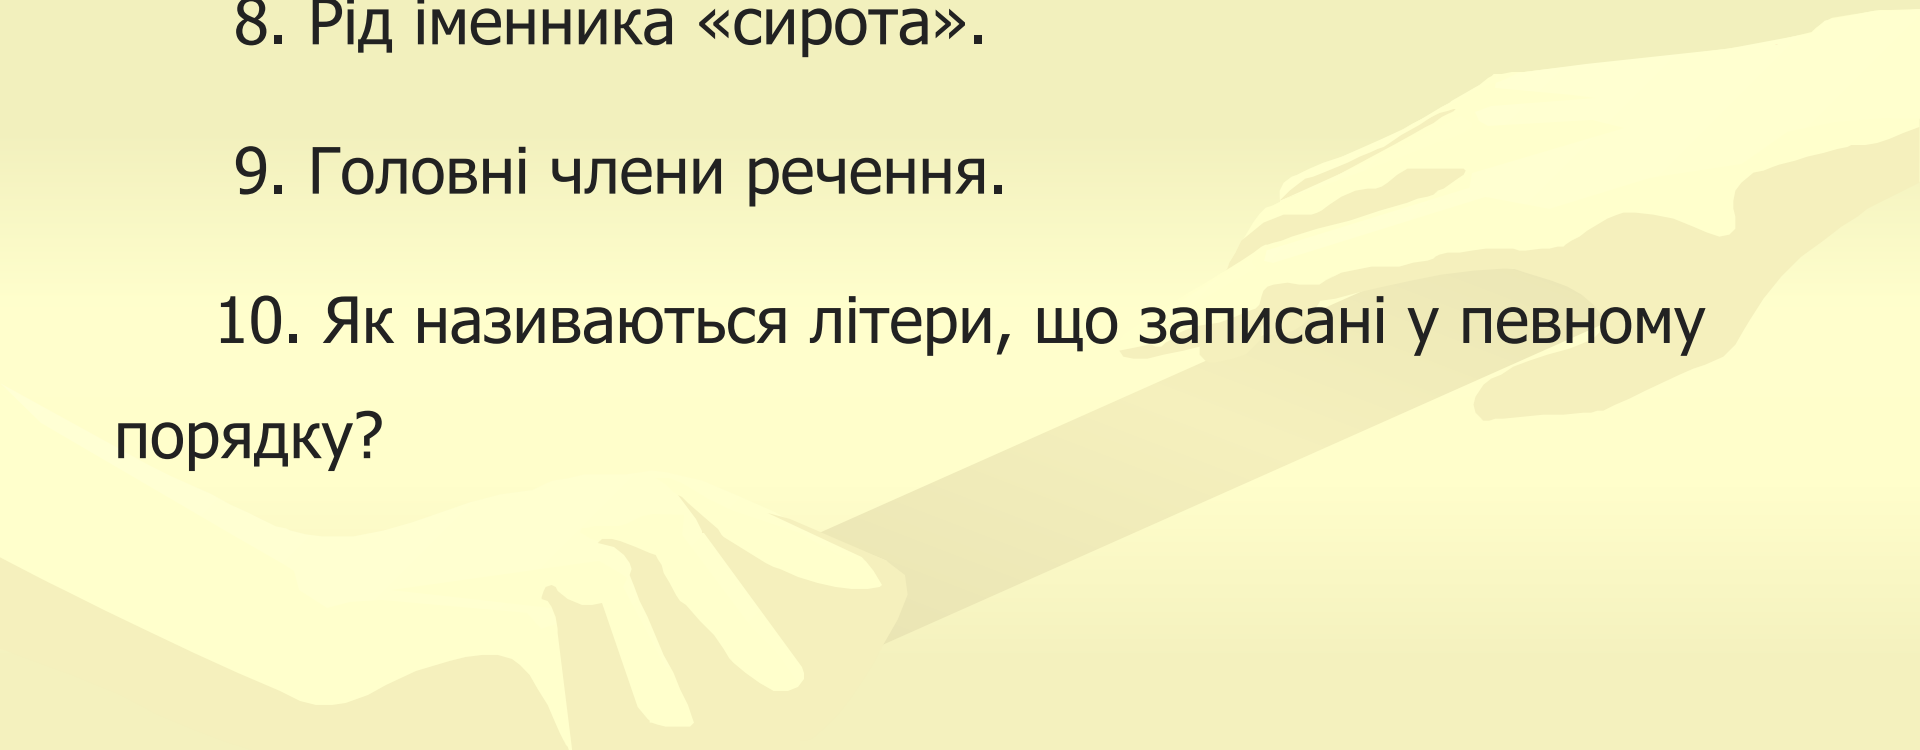 8. Рід іменника «сирота».
9. Головні члени речення.
10. Як називаються літери, що записані у певному
порядку?